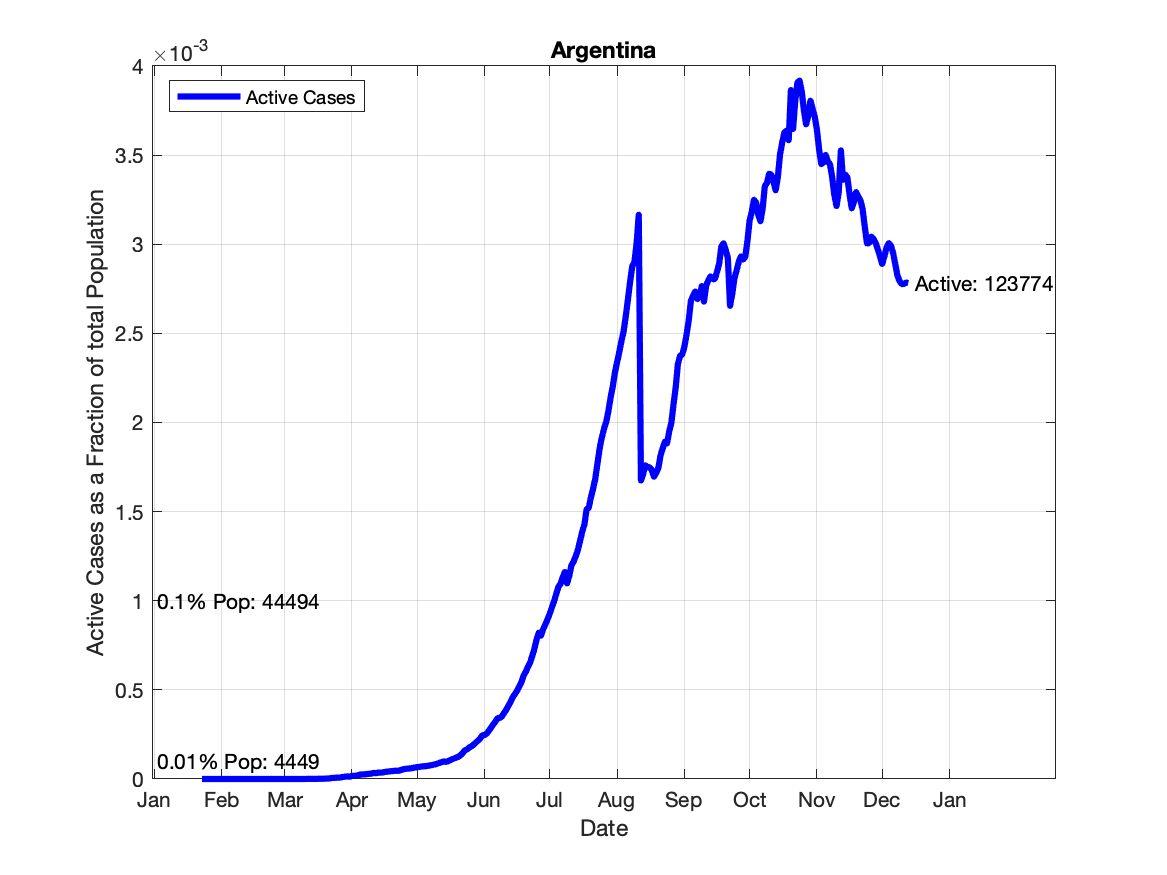 Argentina
×10-3
Active Cases
4
3.5
3
2.5
2
1.5
1
0.5
0
Active Cases as a Fraction of total Population
Active: 123774
0.1% Pop: 44494
0.01% Pop: 4449
Jan Feb Mar Apr May Jun Jul Aug Sep Oct Nov Dec Jan
Date